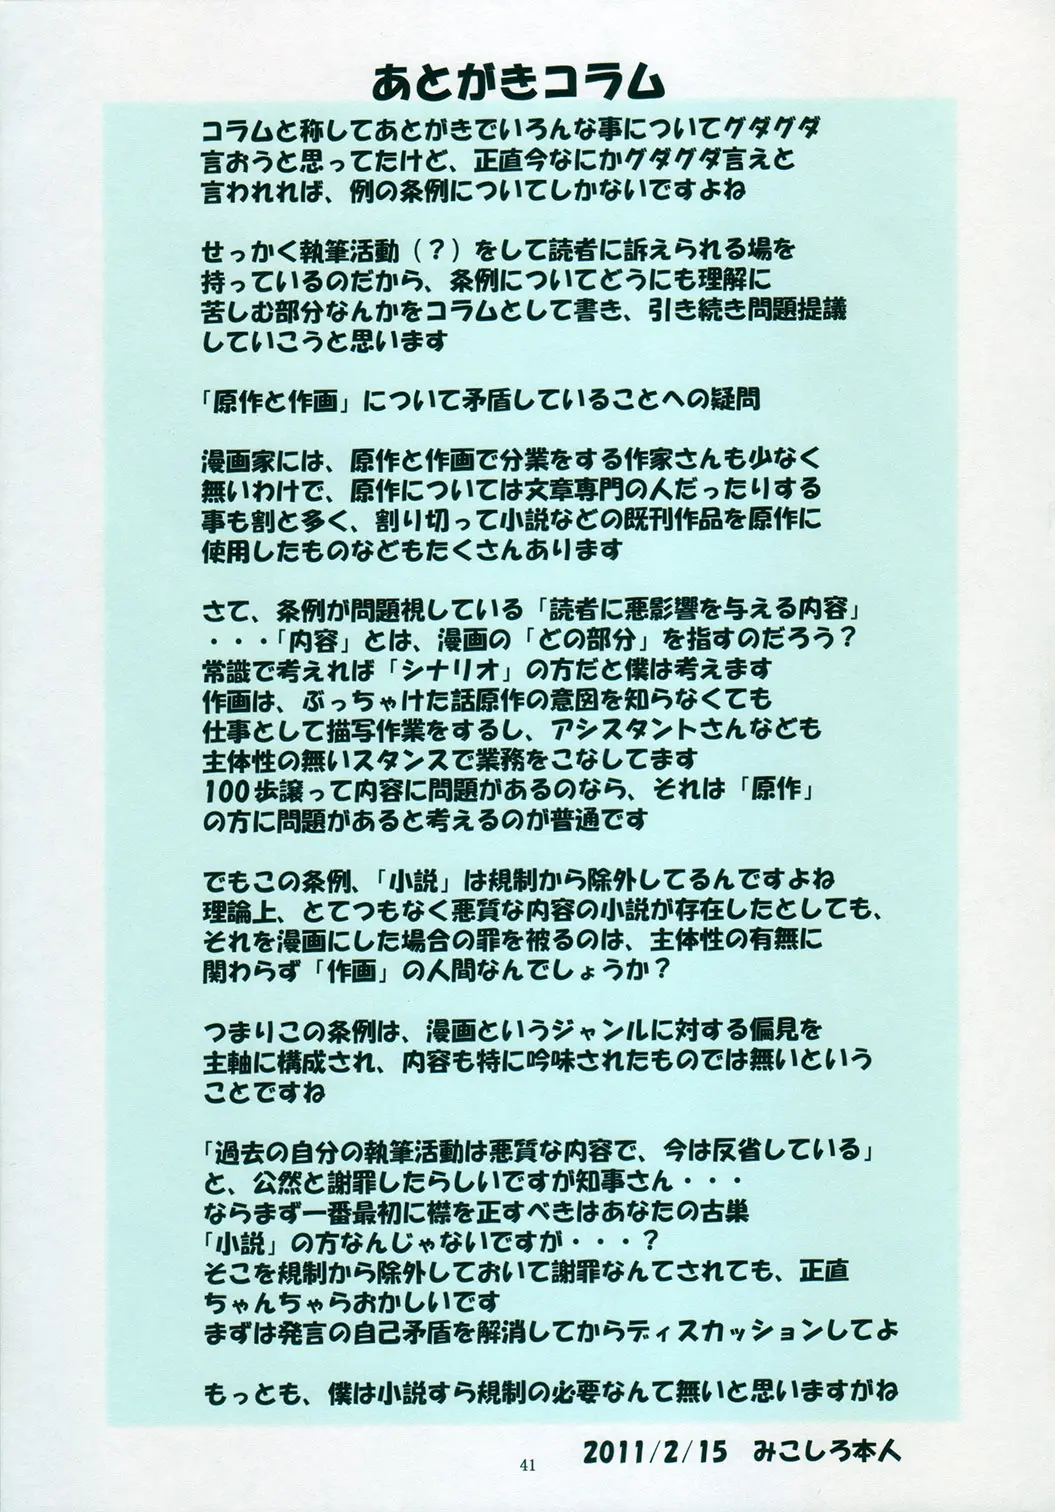 あとがきコラム
コラムと称してあとがきでいろんな事についてグダグダ
言おうと思ってたけど、正直今なにかグダグダ言えと
言われれば、例の条例についてしかないですよね
せっかく執筆活動（？）をして読者に訴えられる場を
持っているのだから、条例についてどうにも理解に
苦しむ部分なんかをコラムとして書き、引き続き問題提議
していこうと思います
「原作と作画」について矛盾していることへの疑問
漫画家には、原作と作画で分業をする作家さんも少なく
無いわけで、原作については文章専門の人だったりする
事も割と多く、割り切って小説などの既刊作品を原作に
使用したものなどもたくさんあります
さて、条例が問題視している「読者に悪影響を与える内容」
・・・「内容」とは、漫画の「どの部分」を指すのだろう？
常識で考えれば「シナリオ」の方だと僕は考えます
作画は、ぶっちゃけた話原作の意図を知らなくても
仕事として描写作業をするし、アシスタントさんなども
主体性の無いスタンスで業務をこなしてます
100歩譲って内容に問題があるのなら、それは「原作」
の方に問題があると考えるのが普通です
でもこの条例、「小説」は規制から除外してるんですよね
理論上、とてつもなく悪質な内容の小説が存在したとしても、
それを漫画にした場合の罪を被るのは、主体性の有無に
関わらず「作画」の人間なんでしょうか？
つまりこの条例は、漫画というジャンルに対する偏見を
主軸に構成され、内容も特に吟味されたものでは無いという
ことですね
「過去の自分の執筆活動は悪質な内容で、今は反省している」
と、公然と謝罪したらしいですが知事さん・・・
ならまず一番最初に襟を正すべきはあなたの古巣
「小説」の方なんじゃないですが・・・？
そこを規制から除外しておいて謝罪なんてされても、正直
ちゃんちゃらおかしいです
まずは発言の自己矛盾を解消してからディスカッションしてよ
もっとも、僕は小説すら規制の必要なんて無いと思いますがね
2011/2/15 みこしろ本人
41